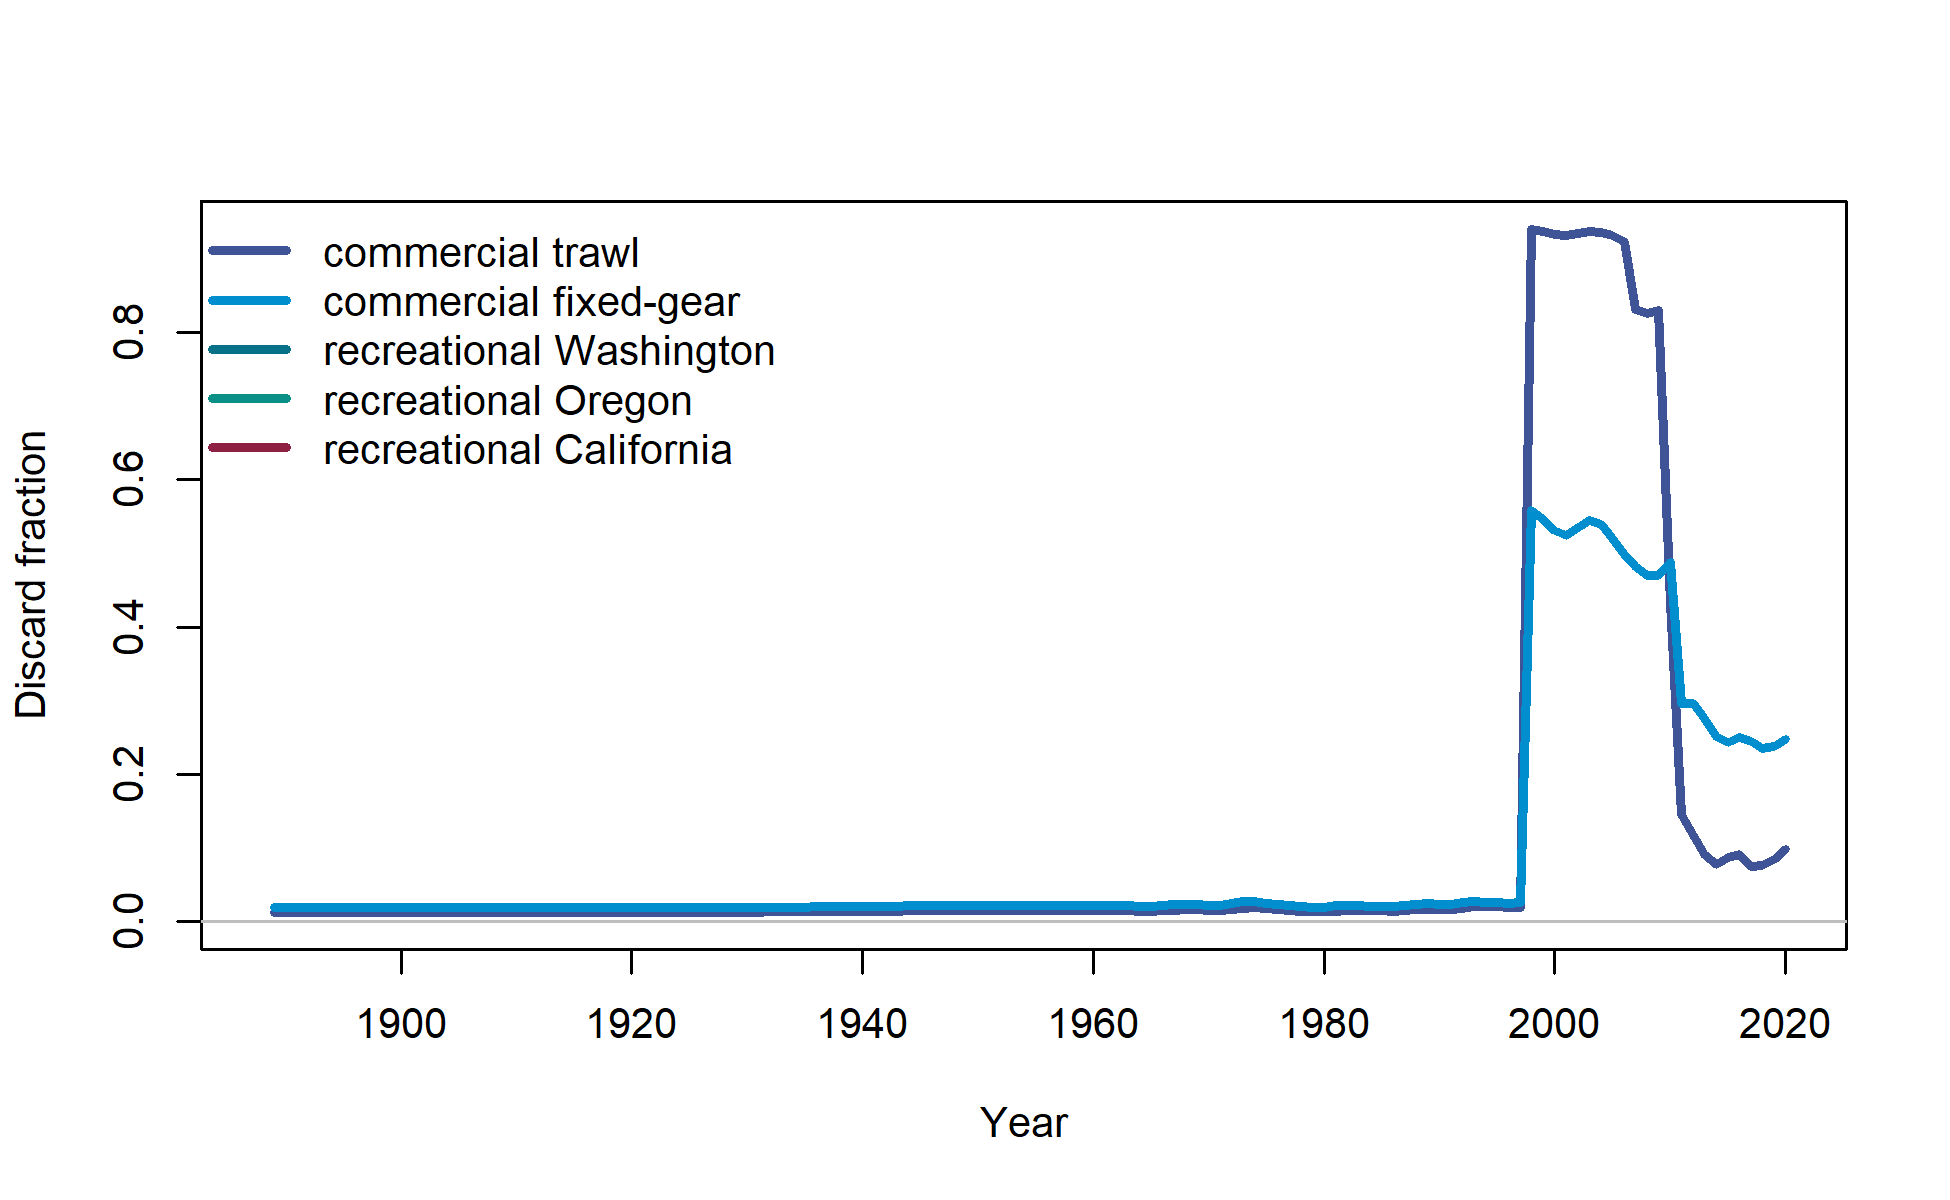 commercial trawl
commercial fixed-gear
recreational Washington
recreational Oregon
recreational California
Discard fraction
0.8
0.6
0.4
0.2
0.0
1900 1920 1940 1960 1980 2000 2020
Year